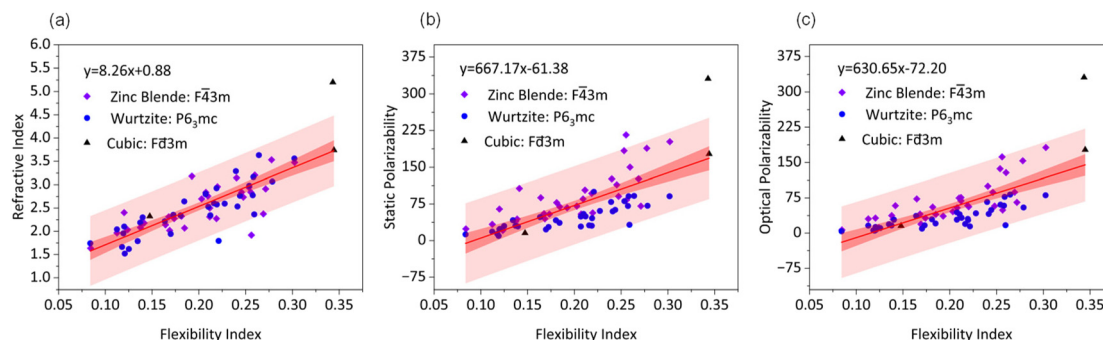 (a)
y=8.26x+0.88
Zinc Blende: F4̅3m
Wurtzite: P6₃mc
Cubic: Fd̅3m
Refractive Index
6.0
5.5
5.0
4.5
4.0
3.5
3.0
2.5
2.0
1.5
1.0
0.05 0.10 0.15 0.20 0.25 0.30 0.35
Flexibility Index
(b)
y=667.17x-61.38
Zinc Blende: F4̅3m
Wurtzite: P6₃mc
Cubic: Fd̅3m
Static Polarizability
375
300
225
150
75
0
−75
0.05 0.10 0.15 0.20 0.25 0.30 0.35
Flexibility Index
(c)
y=630.65x-72.20
Zinc Blende: F4̅3m
Wurtzite: P6₃mc
Cubic: Fd̅3m
Optical Polarizability
375
300
225
150
75
0
−75
0.05 0.10 0.15 0.20 0.25 0.30 0.35
Flexibility Index